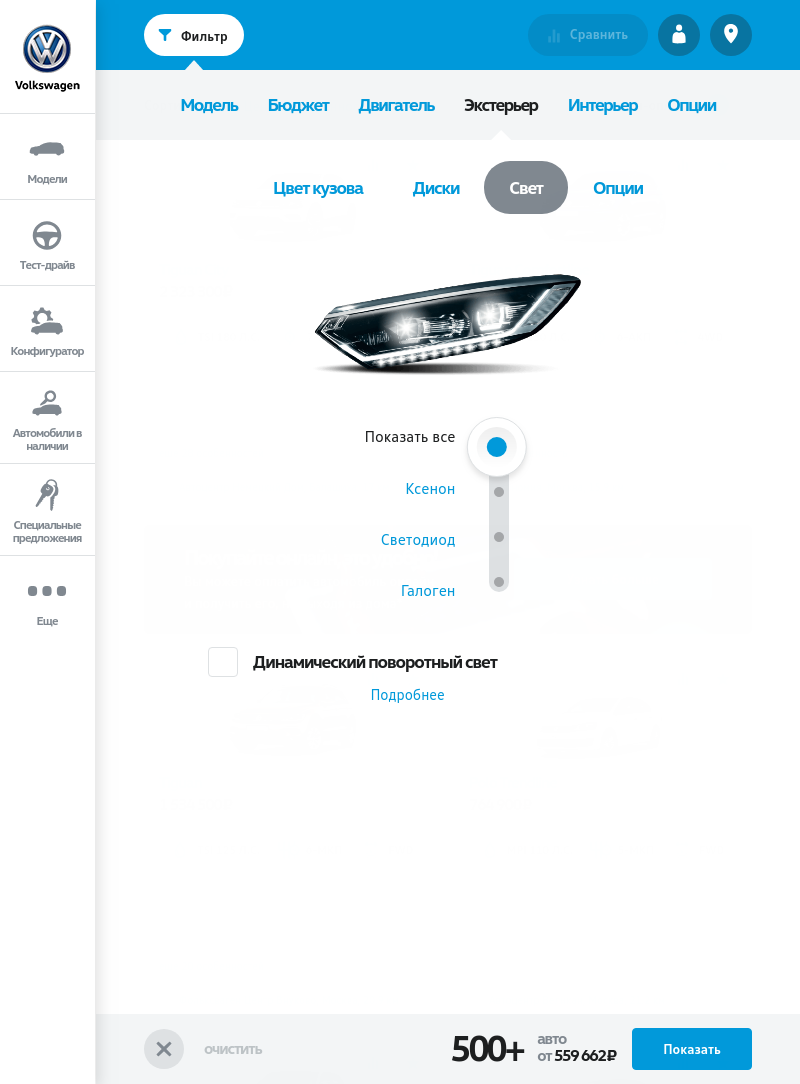 Фильтр
Сравнить
Volkswagen
Модель Бюджет Двигатель Экстерьер Интерьер Опции
Модели
Тест-драйв
Конфигуратор
Автомобили в
наличии
Специальные
предложения
Еще
Цвет кузова Диски Свет Опции
Показать все
Ксенон
Светодиод
Галоген
Динамический поворотный свет
Подробнее
очистить
500+
авто
от 559 662 ₽
Показать